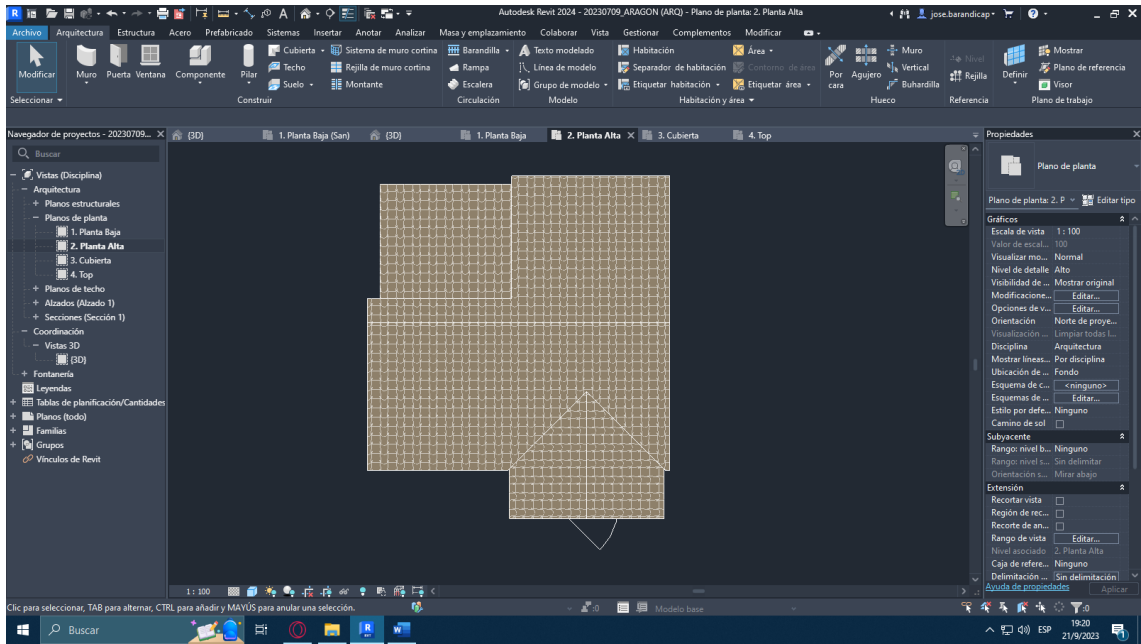 Autodesk Revit 2024 - 20230709_ARAGON (ARQ) - Plano de planta: 2. Planta Alta
jose.barandicap
Archivo Arquitectura Estructura Acero Prefabricado Sistemas Insertar Anotar Analizar Masa y emplazamiento Colaborar Vista Gestionar Complementos Modificar
Modificar
Muro Puerta Ventana Componente Pilar
Cubierta
Techo
Suelo
Sistema de muro cortina
Rejilla de muro cortina
Montante
Barandilla
Rampa
Escalera
Texto modelado
Línea de modelo
Grupo de modelo
Habitación
Separador de habitación
Etiquetar habitación
Área
Contorno de área
Etiquetar área
Por cara
Agujero
Muro
Vertical
Buhardilla
Nivel
Rejilla
Definir
Mostrar
Plano de referencia
Visor
Seleccionar Construir Circulación Modelo Habitación y área Hueco Referencia Plano de trabajo
Navegador de proyectos - 20230709...
{3D} 1. Planta Baja (San) {3D} 1. Planta Baja 2. Planta Alta 3. Cubierta 4. Top
Buscar
Vistas (Disciplina)
Arquitectura
Planos estructurales
Planos de planta
1. Planta Baja
2. Planta Alta
3. Cubierta
4. Top
Planos de techo
Alzados (Alzado 1)
Secciones (Sección 1)
Coordinación
Vistas 3D
{3D}
Fontanería
Leyendas
Tablas de planificación/Cantidades
Planos (todo)
Familias
Grupos
Vínculos de Revit
Propiedades
Plano de planta
Plano de planta: 2. P Editar tipo
Gráficos
Escala de vista 1 : 100
Valor de escal... 100
Visualizar mo... Normal
Nivel de detalle Alto
Visibilidad de ... Mostrar original
Modificacione... Editar...
Opciones de v... Editar...
Orientación Norte de proye...
Visualización ... Limpiar todas l...
Disciplina Arquitectura
Mostrar líneas... Por disciplina
Ubicación de ... Fondo
Esquema de c... <ninguno>
Esquemas de ... Editar...
Estilo por defe... Ninguno
Camino de sol
Subyacente
Rango: nivel b... Ninguno
Rango: nivel s... Sin delimitar
Orientación s... Mirar abajo
Extensión
Recortar vista
Región de rec...
Recorte de an...
Rango de vista Editar...
Nivel asociado 2. Planta Alta
Caja de refere... Ninguno
Delimitación ... Sin delimitación
Ayuda de propiedades Aplicar
1 : 100
Clic para seleccionar, TAB para alternar, CTRL para añadir y MAYÚS para anular una selección.
:0 Modelo base :0
Buscar
ESP
19:20
21/9/2023